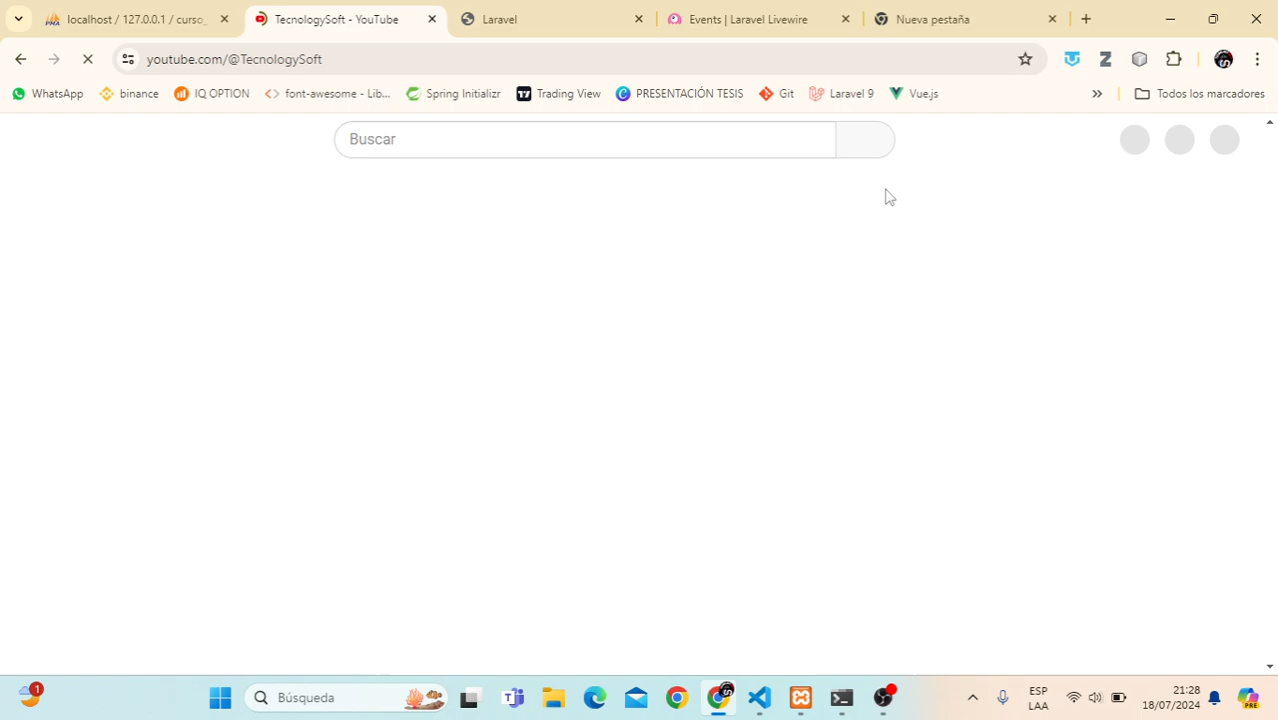 localhost / 127.0.0.1 / curso_
TecnologySoft - YouTube
Laravel
Events | Laravel Livewire
Nueva pestaña
youtube.com/@TecnologySoft
WhatsApp
binance
IQ OPTION
font-awesome - Lib...
Spring Initializr
Trading View
PRESENTACIÓN TESIS
Git
Laravel 9
Vue.js
Todos los marcadores
Buscar
1
Búsqueda
ESP
LAA
21:28
18/07/2024
PRE